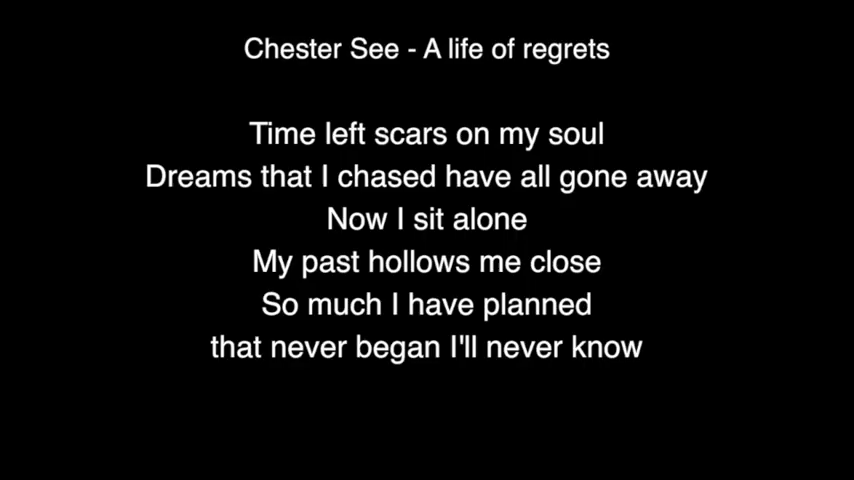 Chester See - A life of regrets
Time left scars on my soul
Dreams that I chased have all gone away
Now I sit alone
My past hollows me close
So much I have planned
that never began I'll never know